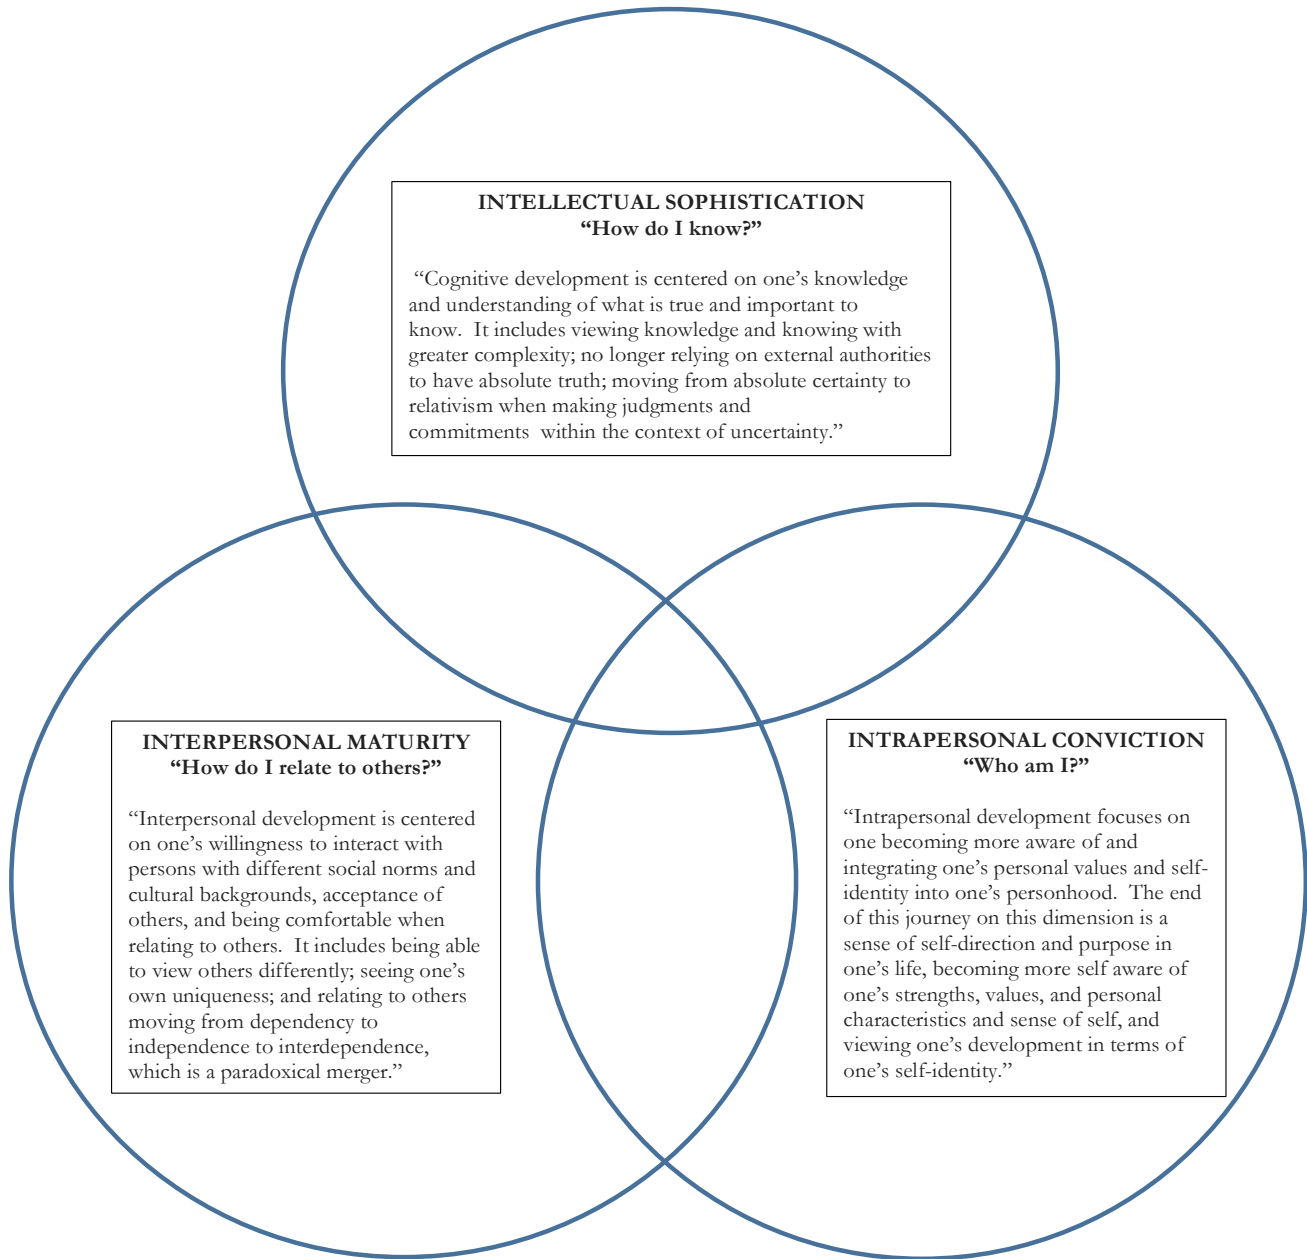 INTELLECTUAL SOPHISTICATION
“How do I know?”
“Cognitive development is centered on one’s knowledge
and understanding of what is true and important to
know.  It includes viewing knowledge and knowing with
greater complexity; no longer relying on external authorities
to have absolute truth; moving from absolute certainty to
relativism when making judgments and
commitments  within the context of uncertainty.”
INTERPERSONAL MATURITY
“How do I relate to others?”
“Interpersonal development is centered
on one’s willingness to interact with
persons with different social norms and
cultural backgrounds, acceptance of
others, and being comfortable when
relating to others.  It includes being able
to view others differently; seeing one’s
own uniqueness; and relating to others
moving from dependency to
independence to interdependence,
which is a paradoxical merger.”
INTRAPERSONAL CONVICTION
“Who am I?”
“Intrapersonal development focuses on
one becoming more aware of and
integrating one’s personal values and self-
identity into one’s personhood.  The end
of this journey on this dimension is a
sense of self-direction and purpose in
one’s life, becoming more self aware of
one’s strengths, values, and personal
characteristics and sense of self, and
viewing one’s development in terms of
one’s self-identity.”